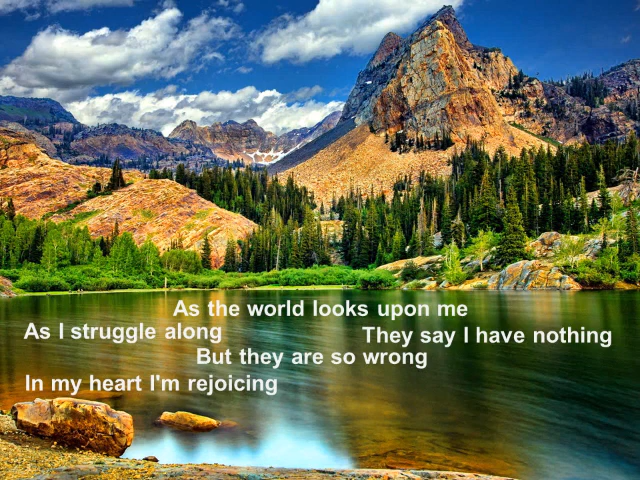 As the world looks upon me
As I struggle along
They say I have nothing
But they are so wrong
In my heart I'm rejoicing